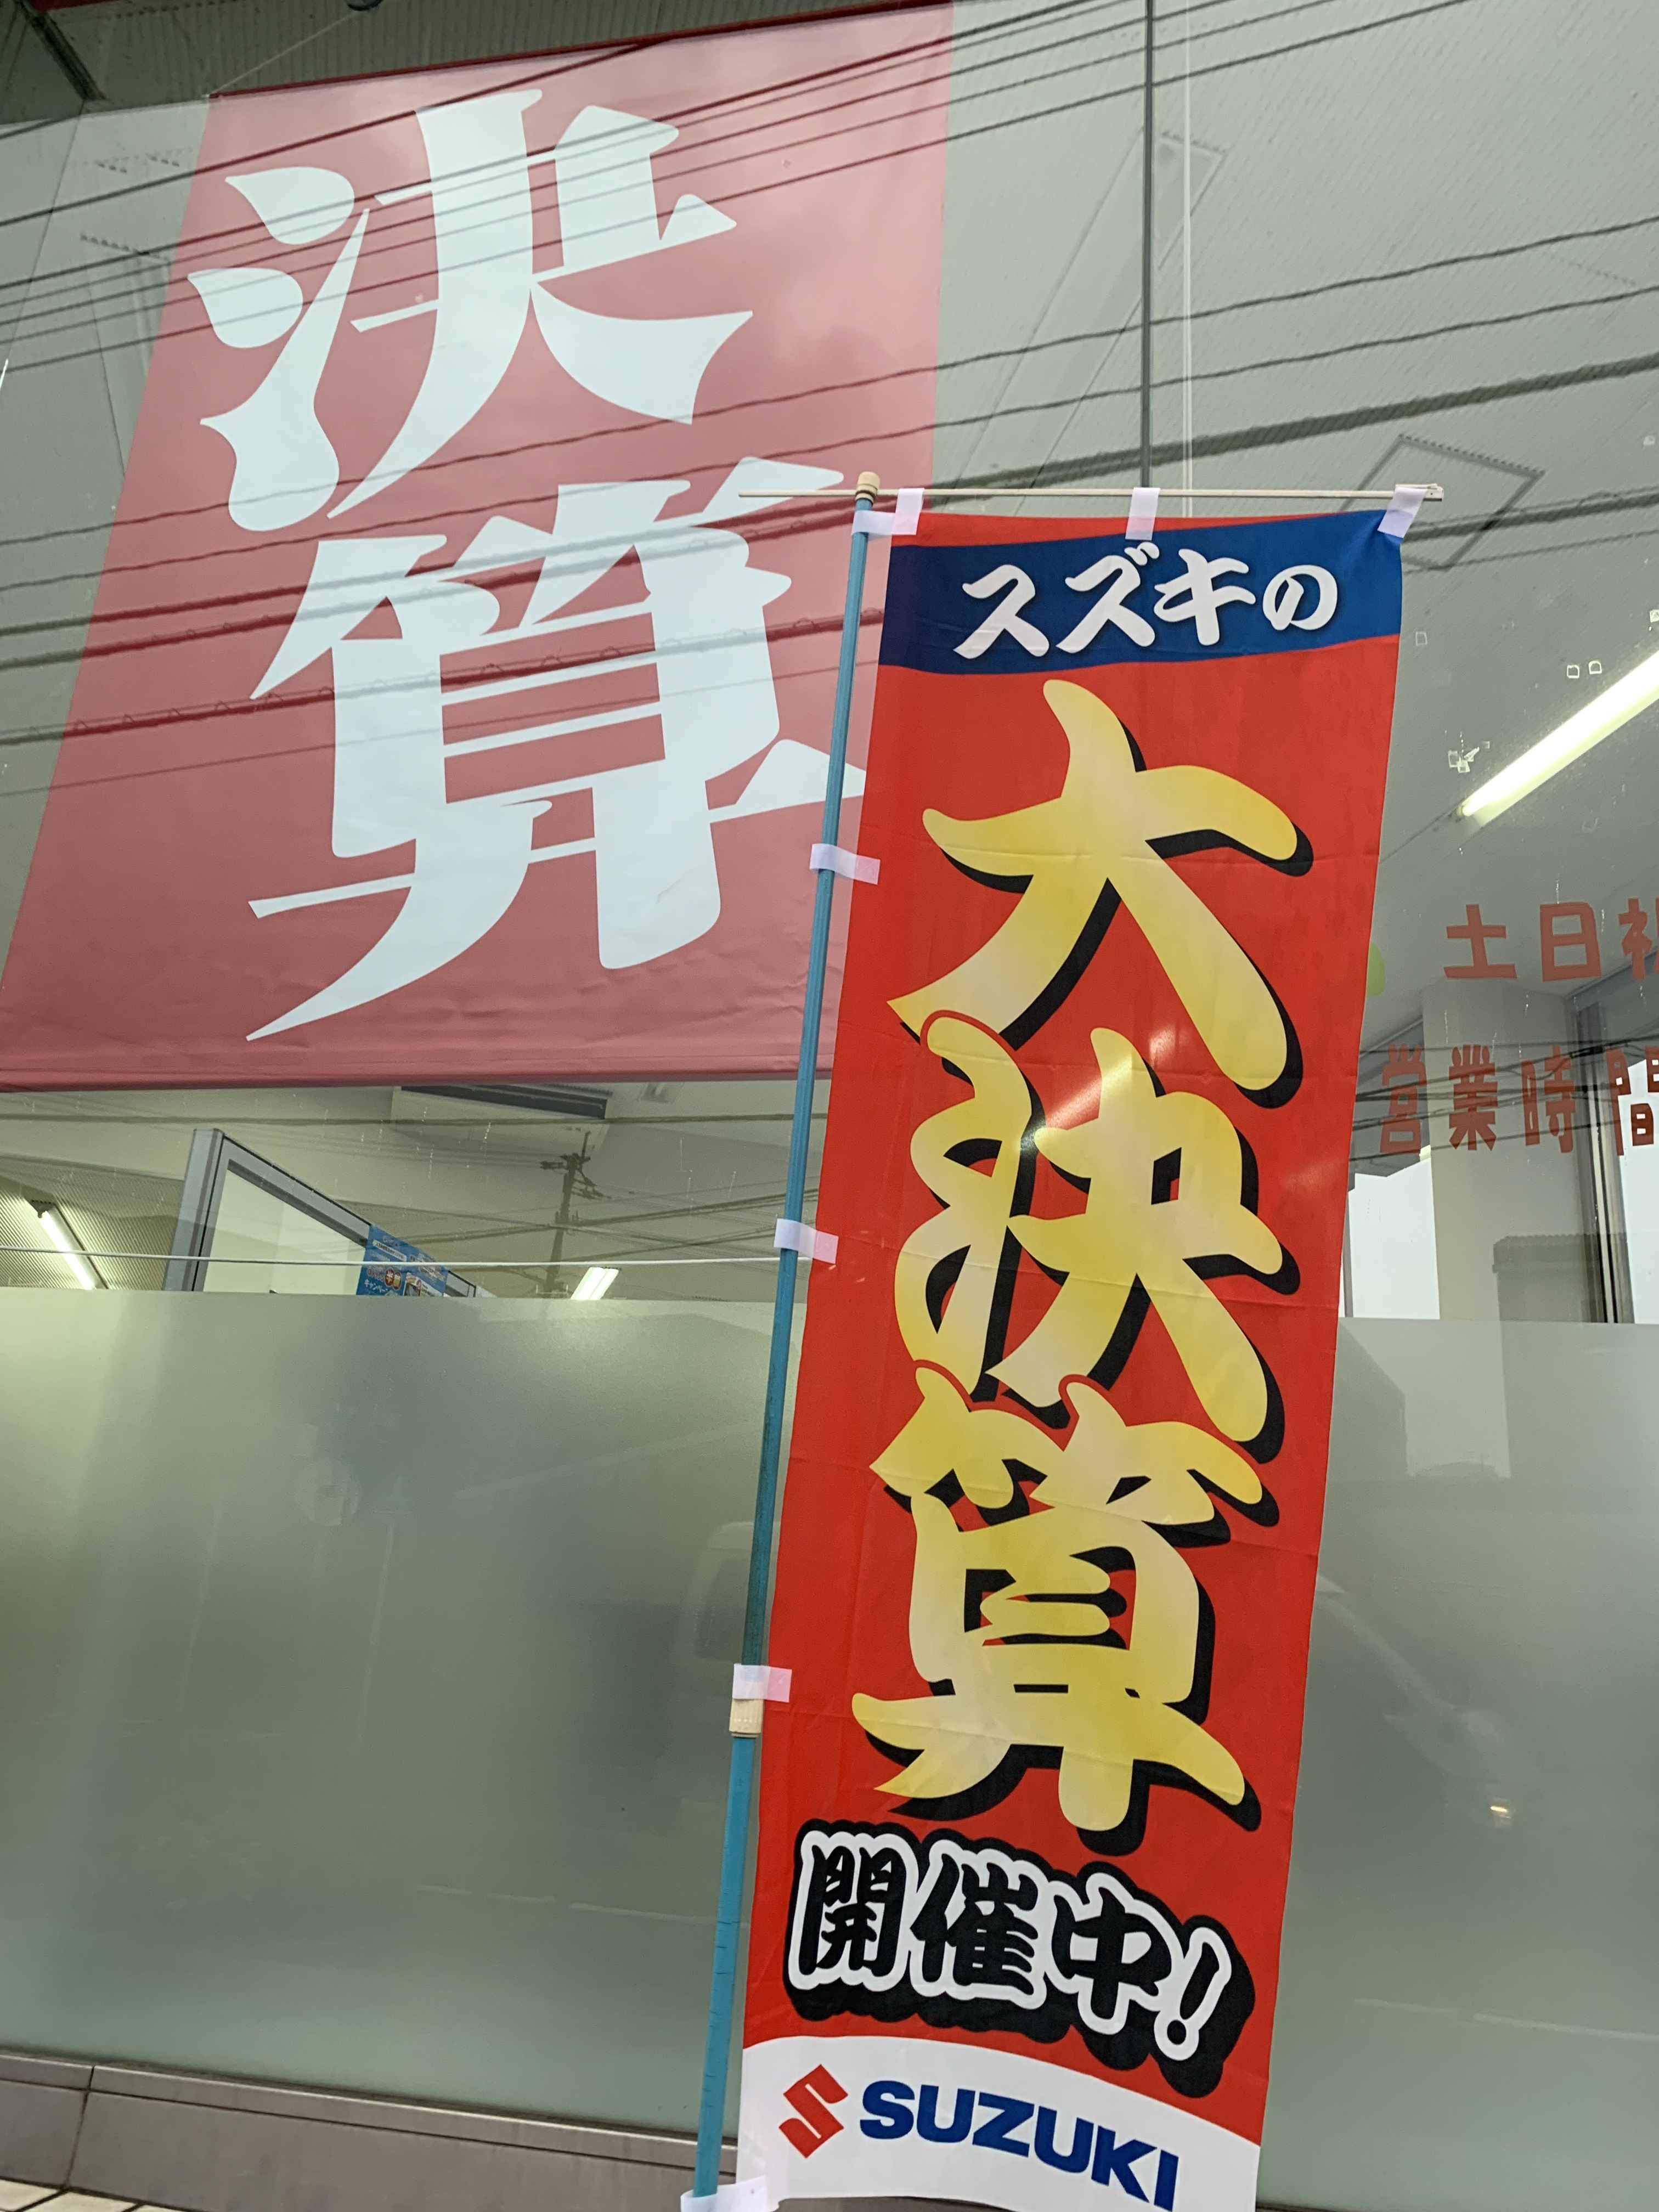 決算
スズキの
大決算
開催中!
SUZUKI
土日祝
営業時間